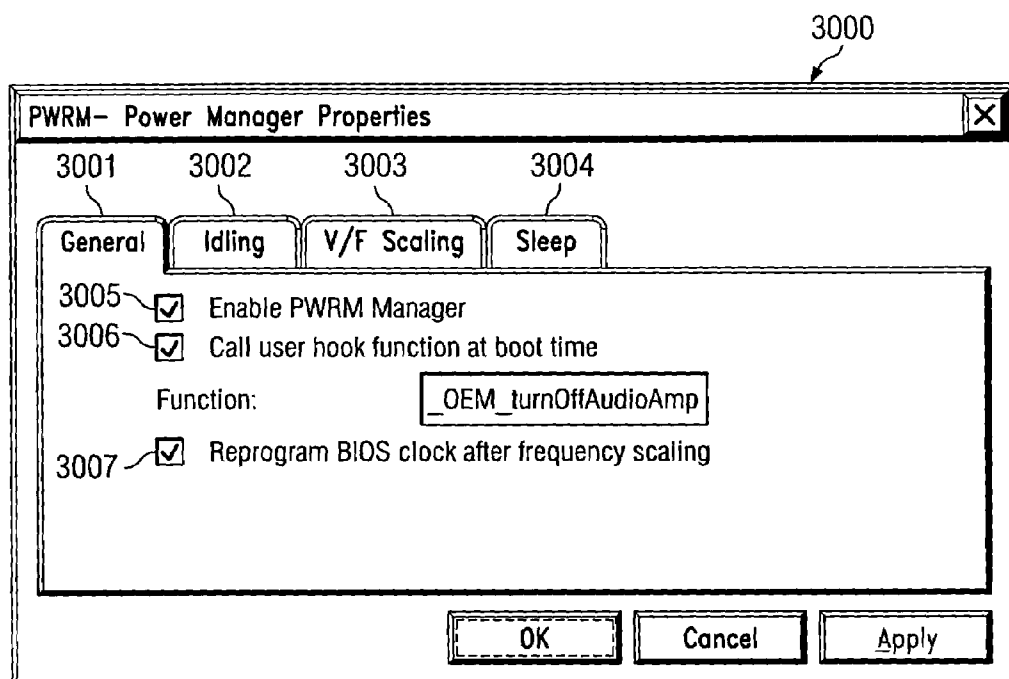 3000
PWRM- Power Manager Properties
3001 3002 3003 3004
General Idling V/F Scaling Sleep
3005 Enable PWRM Manager
3006 Call user hook function at boot time
Function: _OEM_turnOffAudioAmp
3007 Reprogram BIOS clock after frequency scaling
OK Cancel Apply